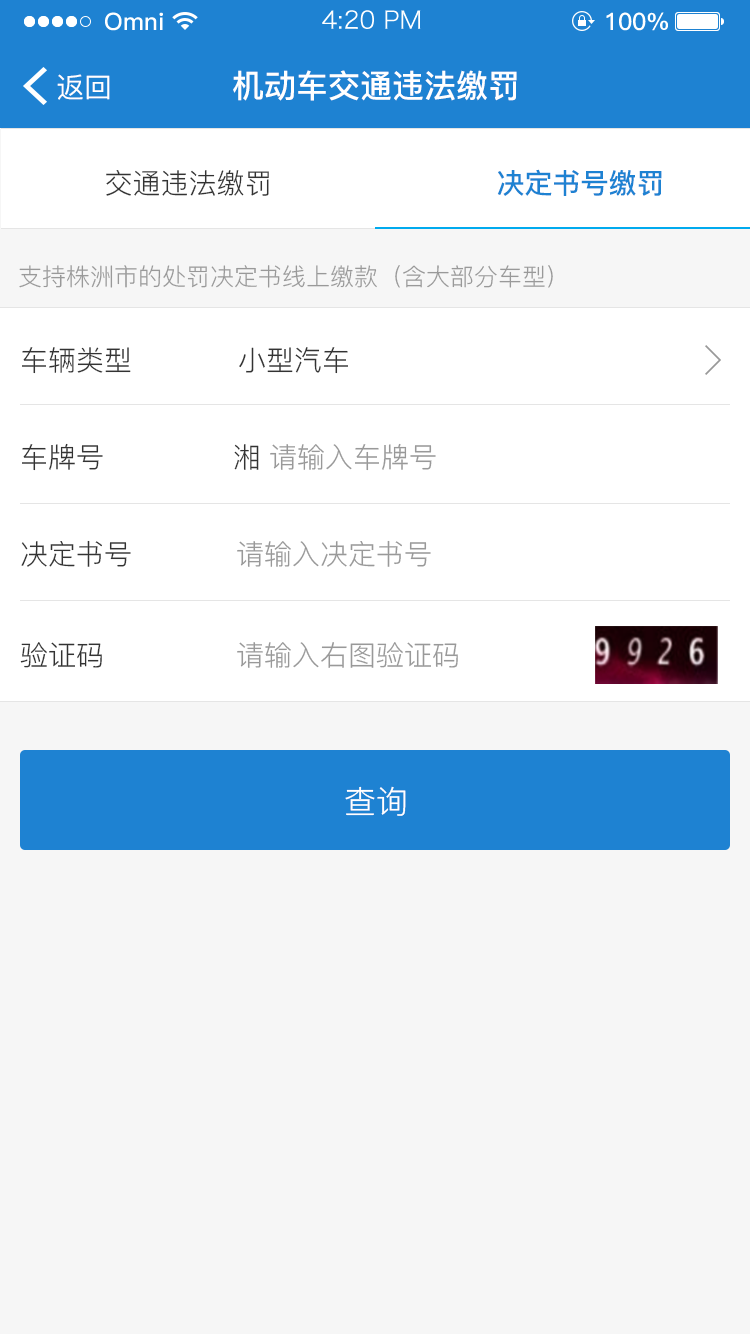 Omni 4:20 PM 100%
返回 机动车交通违法缴罚
交通违法缴罚 决定书号缴罚
支持株洲市的处罚决定书线上缴款（含大部分车型）
车辆类型 小型汽车
车牌号 湘 请输入车牌号
决定书号 请输入决定书号
验证码 请输入右图验证码 9926
查询